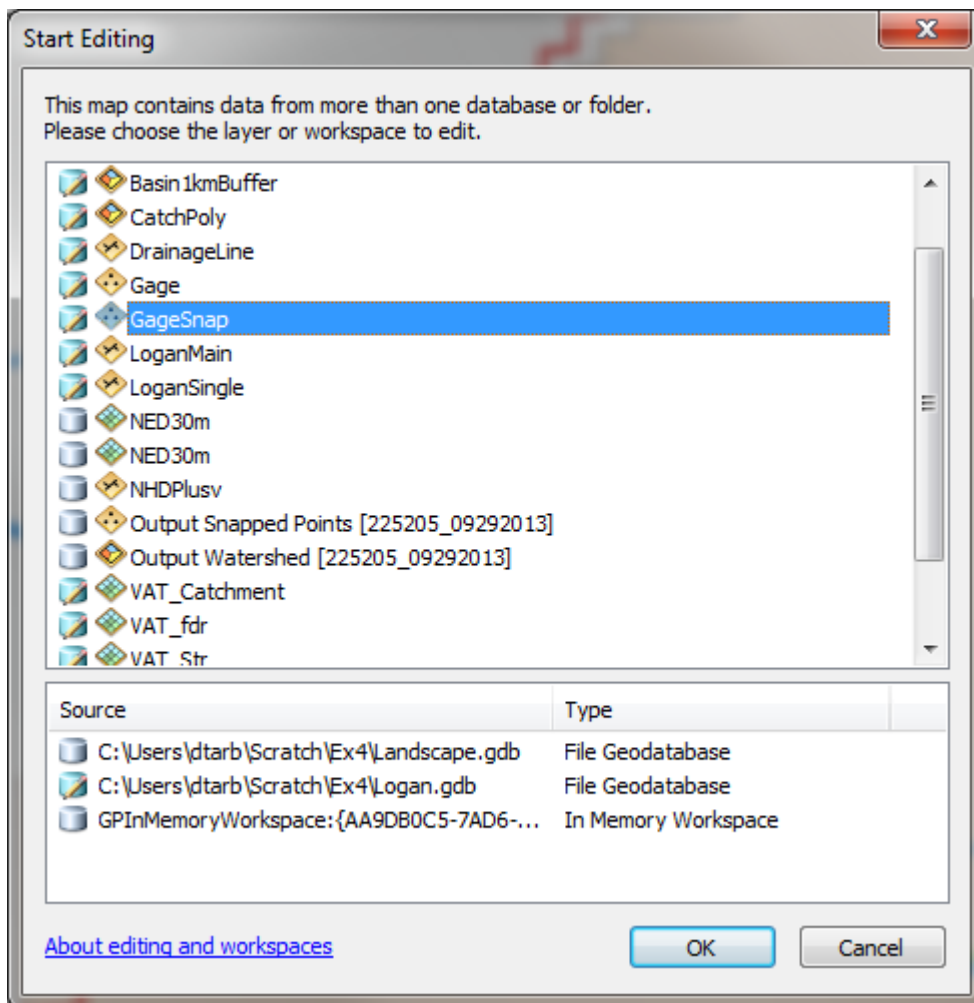 Start Editing
This map contains data from more than one database or folder.
Please choose the layer or workspace to edit.
Basin1kmBuffer
CatchPoly
DrainageLine
Gage
GageSnap
LoganMain
LoganSingle
NED30m
NED30m
NHDPlusv
Output Snapped Points [225205_09292013]
Output Watershed [225205_09292013]
VAT_Catchment
VAT_fdr
VAT_Str
Source Type
C:\Users\dtarb\Scratch\Ex4\Landscape.gdb File Geodatabase
C:\Users\dtarb\Scratch\Ex4\Logan.gdb File Geodatabase
GPInMemoryWorkspace:{AA9DB0C5-7AD6-... In Memory Workspace
About editing and workspaces OK Cancel